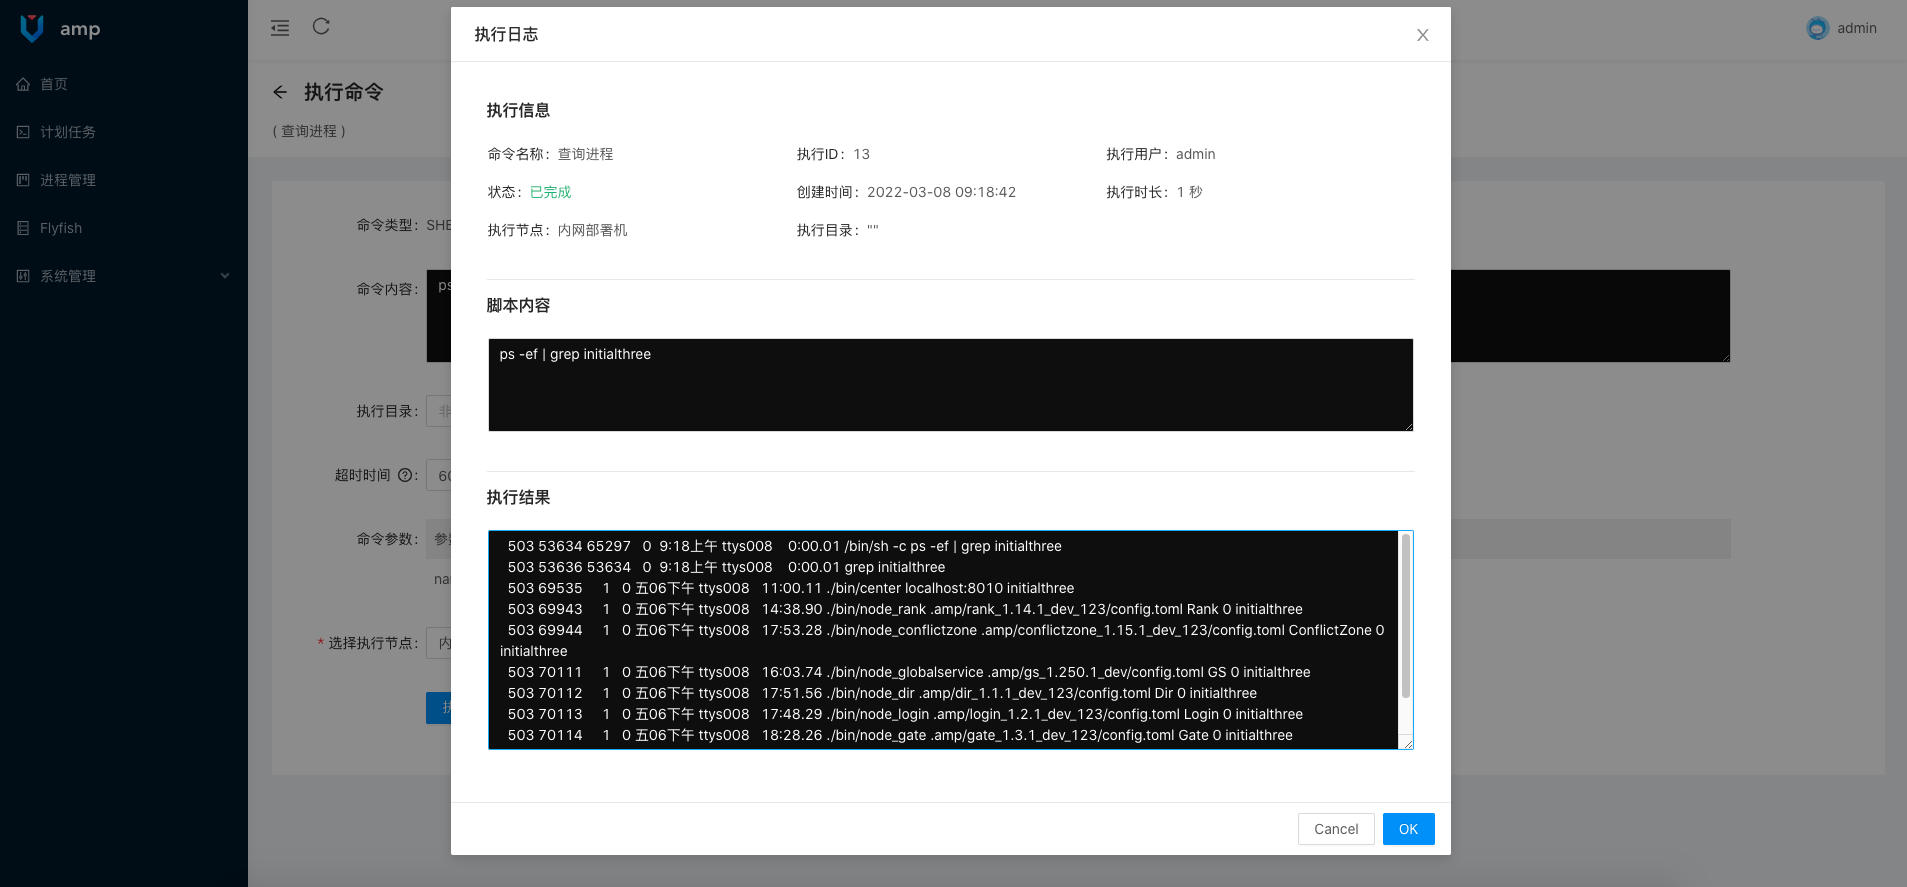 amp
admin
首页
计划任务
进程管理
Flyfish
系统管理
执行命令
( 查询进程 )
命令类型: SHE
命令内容: ps
执行目录: 非
超时时间 ?: 60
命令参数: 参
nar
* 选择执行节点: 内
执行日志
执行信息
命令名称: 查询进程 执行ID: 13 执行用户: admin
状态: 已完成 创建时间: 2022-03-08 09:18:42 执行时长: 1 秒
执行节点: 内网部署机 执行目录: ""
脚本内容
ps -ef | grep initialthree
执行结果
503 53634 65297 0 9:18上午 ttys008 0:00.01 /bin/sh -c ps -ef | grep initialthree
503 53636 53634 0 9:18上午 ttys008 0:00.01 grep initialthree
503 69535 1 0 五06下午 ttys008 11:00.11 ./bin/center localhost:8010 initialthree
503 69943 1 0 五06下午 ttys008 14:38.90 ./bin/node_rank .amp/rank_1.14.1_dev_123/config.toml Rank 0 initialthree
503 69944 1 0 五06下午 ttys008 17:53.28 ./bin/node_conflictzone .amp/conflictzone_1.15.1_dev_123/config.toml ConflictZone 0
initialthree
503 70111 1 0 五06下午 ttys008 16:03.74 ./bin/node_globalservice .amp/gs_1.250.1_dev/config.toml GS 0 initialthree
503 70112 1 0 五06下午 ttys008 17:51.56 ./bin/node_dir .amp/dir_1.1.1_dev_123/config.toml Dir 0 initialthree
503 70113 1 0 五06下午 ttys008 17:48.29 ./bin/node_login .amp/login_1.2.1_dev_123/config.toml Login 0 initialthree
503 70114 1 0 五06下午 ttys008 18:28.26 ./bin/node_gate .amp/gate_1.3.1_dev_123/config.toml Gate 0 initialthree
Cancel
OK